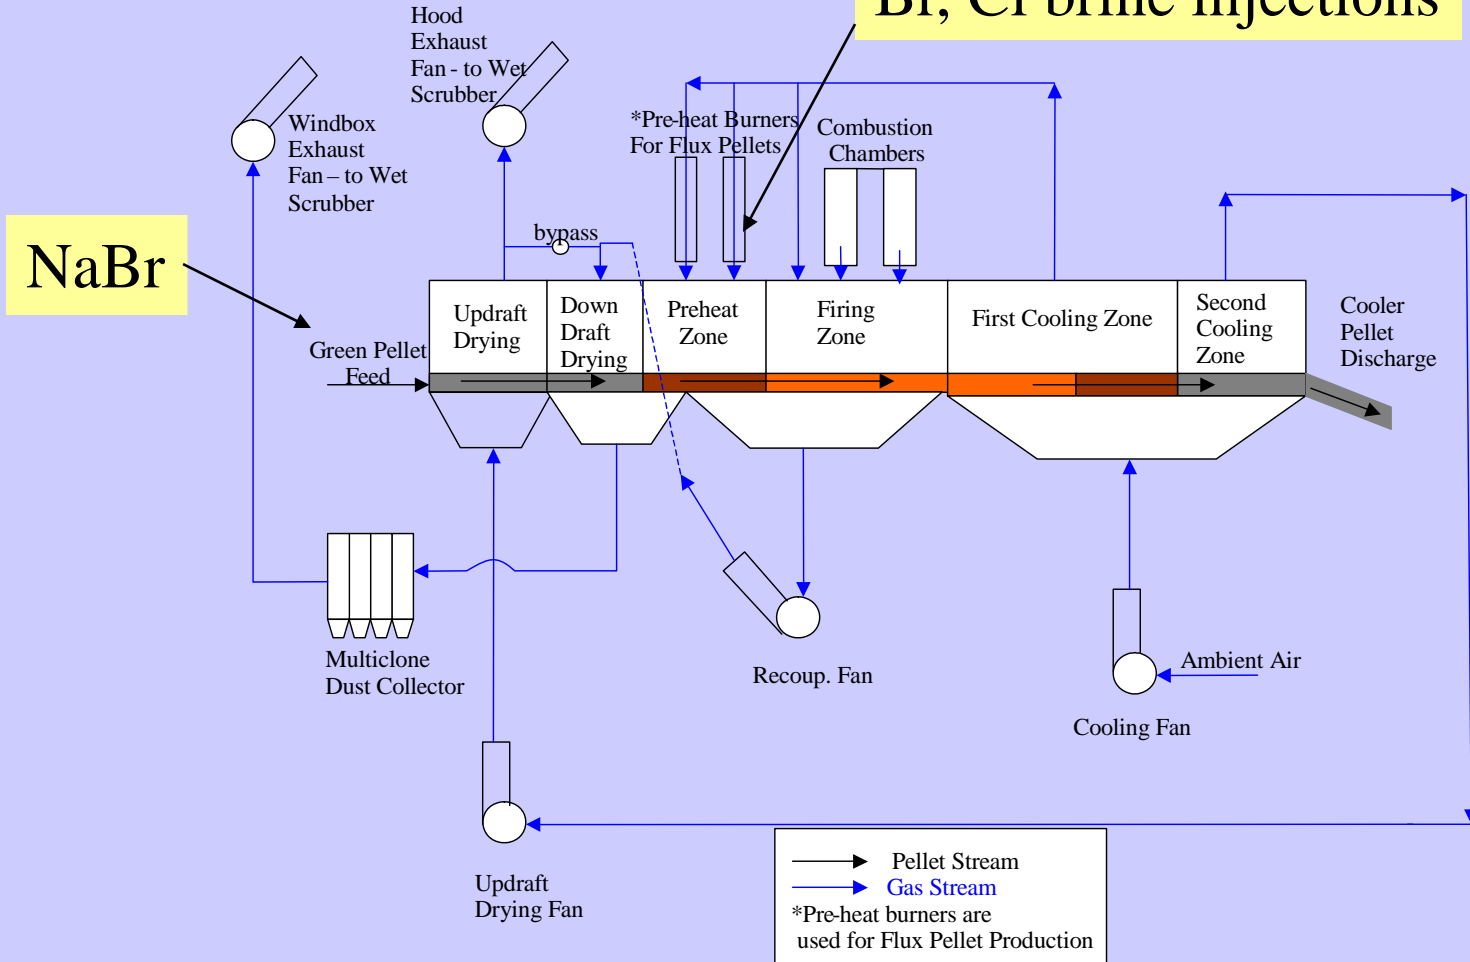 Br, Cl brine injections
Hood
Exhaust
Fan - to Wet
Scrubber
Windbox
Exhaust
Fan – to Wet
Scrubber
*Pre-heat Burners
For Flux Pellets
Combustion
Chambers
NaBr
bypass
Updraft
Drying
Down
Draft
Drying
Preheat
Zone
Firing
Zone
First Cooling Zone
Second
Cooling
Zone
Cooler
Pellet
Discharge
Green Pellet
Feed
Multiclone
Dust Collector
Recoup. Fan
Ambient Air
Cooling Fan
Updraft
Drying Fan
Pellet Stream
Gas Stream
*Pre-heat burners are
used for Flux Pellet Production